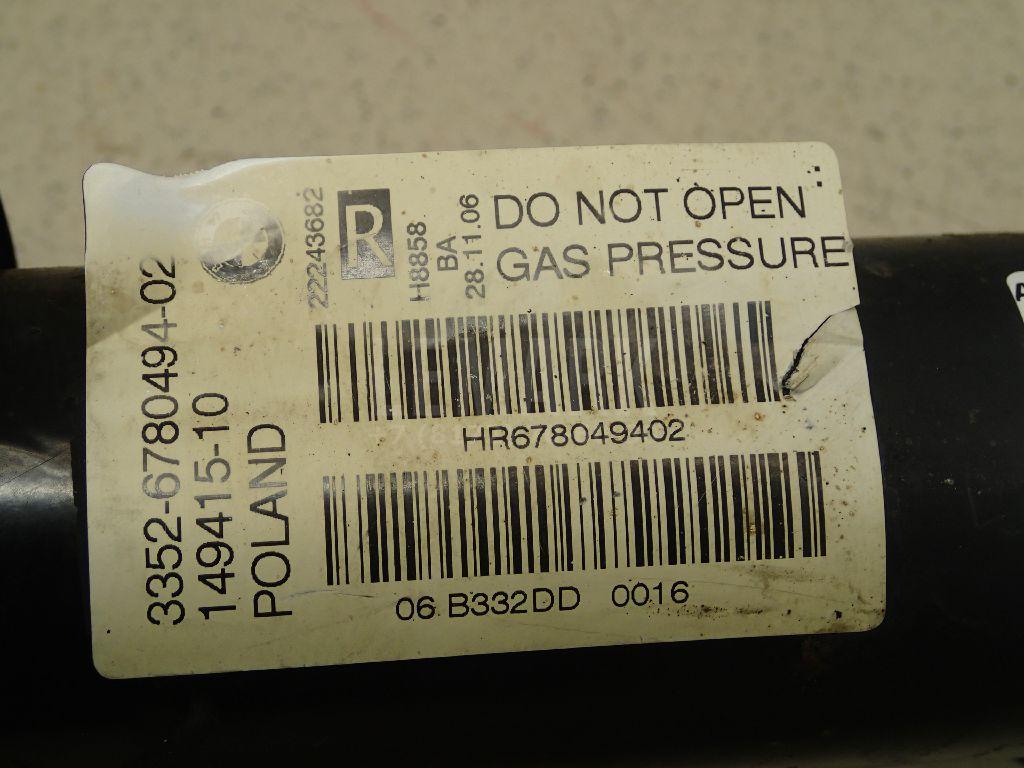 3352-6780494-02
149415-10
POLAND
22243682
R
H8858
BA
28.11.06
DO NOT OPEN
GAS PRESSURE
HR678049402
06 B332DD 0016